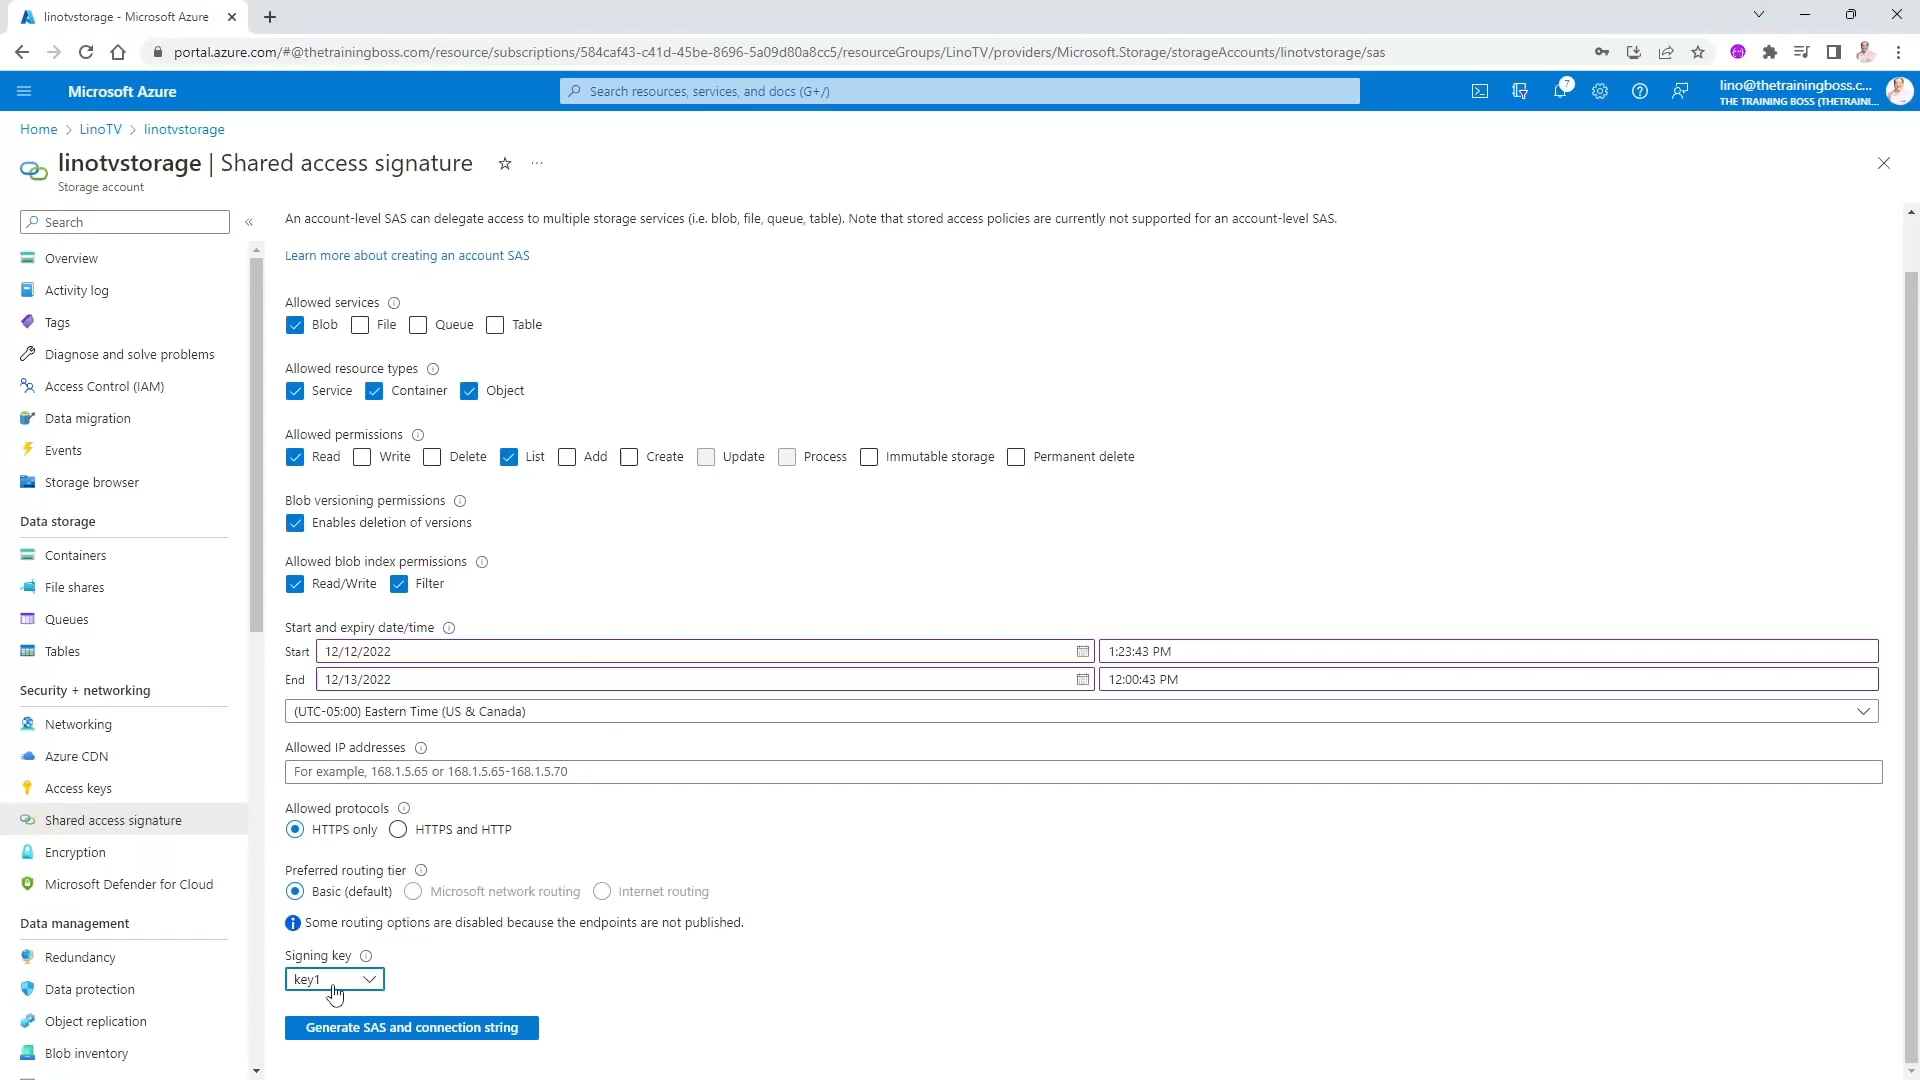 linotvstorage - Microsoft Azure
portal.azure.com/#@thetrainingboss.com/resource/subscriptions/584caf43-c41d-45be-8696-5a09d80a8cc5/resourceGroups/LinoTV/providers/Microsoft.Storage/storageAccounts/linotvstorage/sas
Microsoft Azure
Search resources, services, and docs (G+/)
7
lino@thetrainingboss.c...
THE TRAINING BOSS (THETRAINI...
Home > LinoTV > linotvstorage
linotvstorage | Shared access signature
Storage account
Search
Overview
Activity log
Tags
Diagnose and solve problems
Access Control (IAM)
Data migration
Events
Storage browser
Data storage
Containers
File shares
Queues
Tables
Security + networking
Networking
Azure CDN
Access keys
Shared access signature
Encryption
Microsoft Defender for Cloud
Data management
Redundancy
Data protection
Object replication
Blob inventory
An account-level SAS can delegate access to multiple storage services (i.e. blob, file, queue, table). Note that stored access policies are currently not supported for an account-level SAS.
Learn more about creating an account SAS
Allowed services
Blob File Queue Table
Allowed resource types
Service Container Object
Allowed permissions
Read Write Delete List Add Create Update Process Immutable storage Permanent delete
Blob versioning permissions
Enables deletion of versions
Allowed blob index permissions
Read/Write Filter
Start and expiry date/time
Start 12/12/2022 1:23:43 PM
End 12/13/2022 12:00:43 PM
(UTC-05:00) Eastern Time (US & Canada)
Allowed IP addresses
For example, 168.1.5.65 or 168.1.5.65-168.1.5.70
Allowed protocols
HTTPS only HTTPS and HTTP
Preferred routing tier
Basic (default) Microsoft network routing Internet routing
Some routing options are disabled because the endpoints are not published.
Signing key
key1
Generate SAS and connection string